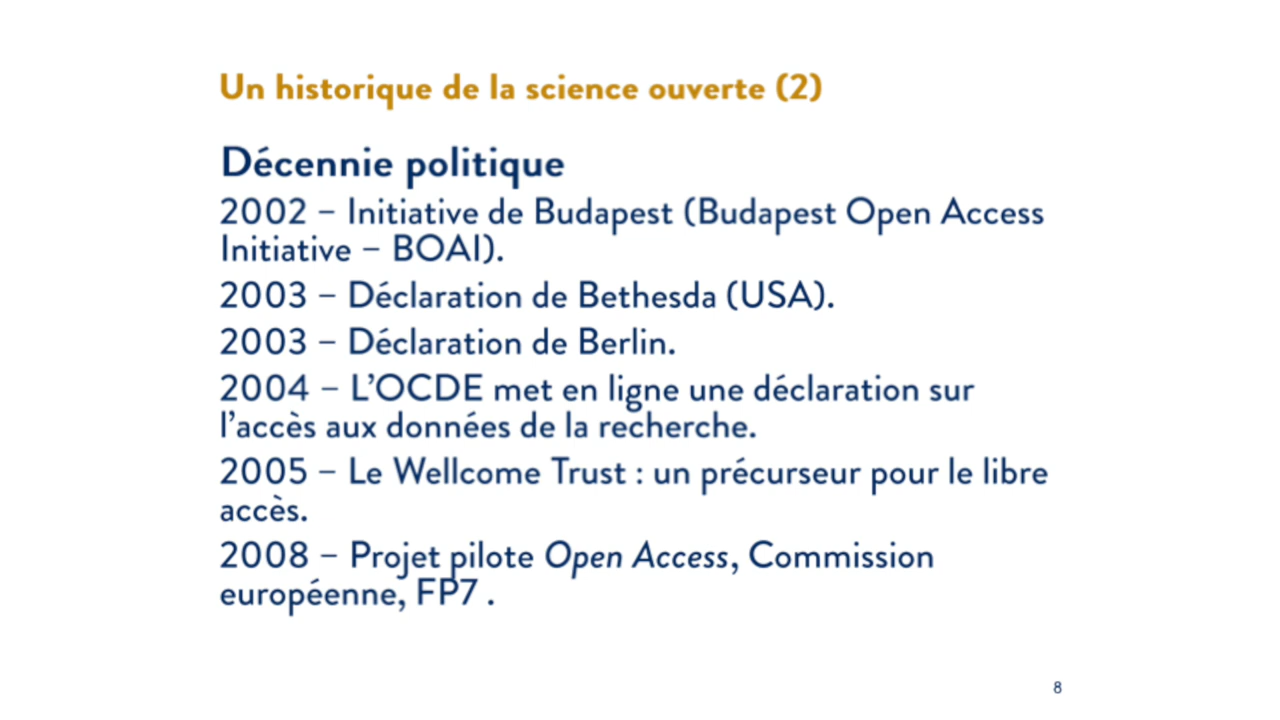 Un historique de la science ouverte (2)
Décennie politique
2002 – Initiative de Budapest (Budapest Open Access
Initiative – BOAI).
2003 – Déclaration de Bethesda (USA).
2003 – Déclaration de Berlin.
2004 – L’OCDE met en ligne une déclaration sur
l’accès aux données de la recherche.
2005 – Le Wellcome Trust : un précurseur pour le libre
accès.
2008 – Projet pilote Open Access, Commission
européenne, FP7 .
8